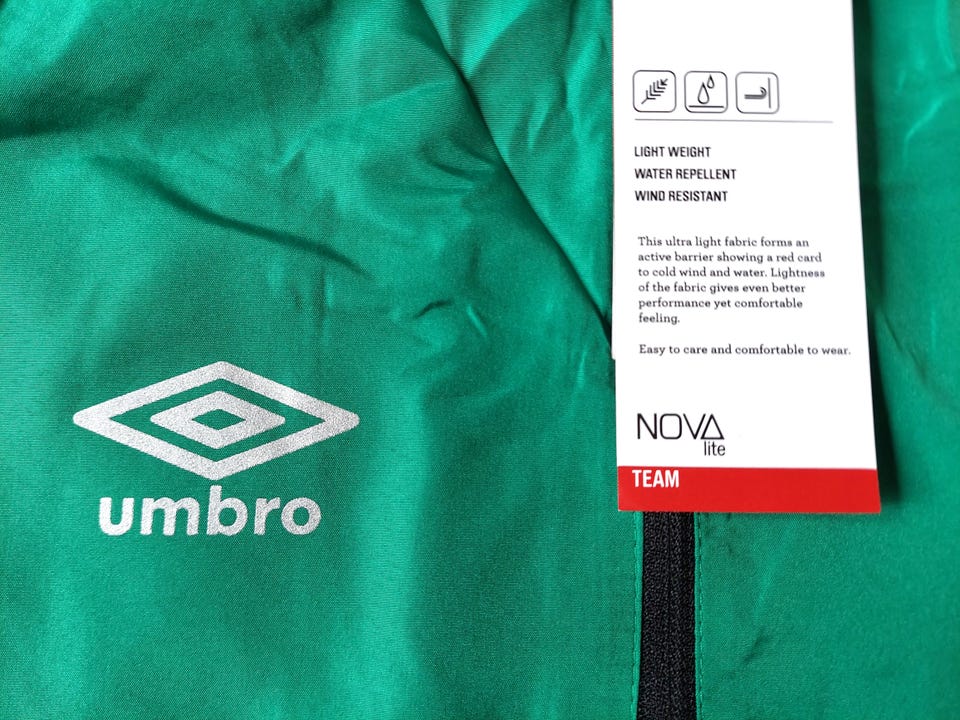 LIGHT WEIGHT
WATER REPELLENT
WIND RESISTANT
This ultra light fabric forms an
active barrier showing a red card
to cold wind and water. Lightness
of the fabric gives even better
performance yet comfortable
feeling.
Easy to care and comfortable to wear.
NOVA
lite
TEAM
umbro